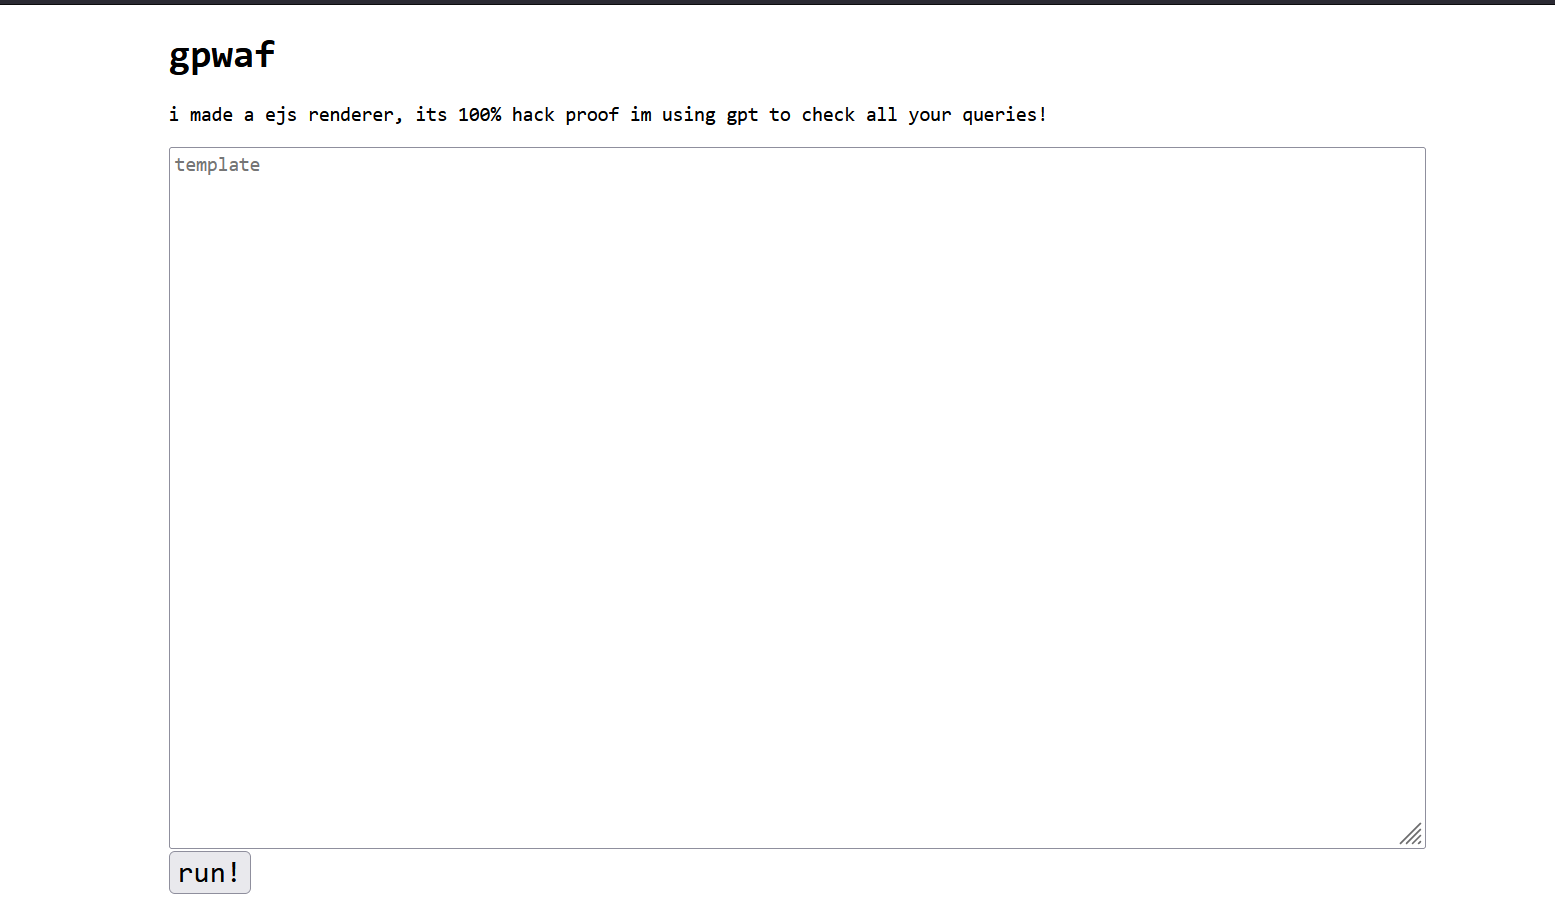 gpwaf
i made a ejs renderer, its 100% hack proof im using gpt to check all your queries!
template
run!